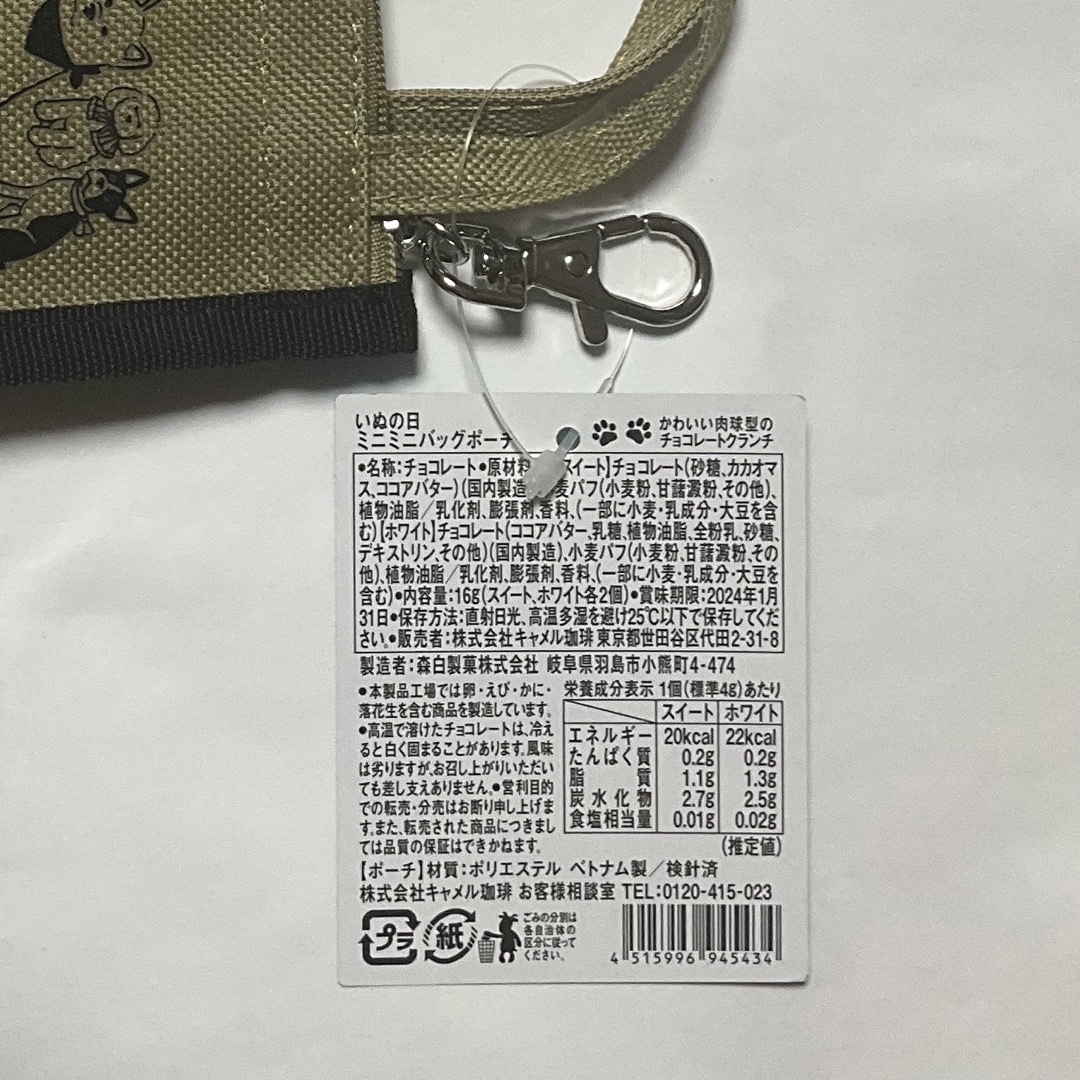 いぬの日
ミニミニバッグポーチ
かわいい肉球型の
チョコレートクランチ
●名称:チョコレート●原材料 スイート】チョコレート(砂糖、カカオマ
ス、ココアバター)(国内製造 麦パフ(小麦粉、甘藷澱粉、その他)、
植物油脂/乳化剤、膨張剤、香料、(一部に小麦・乳成分・大豆を含
む)【ホワイト】チョコレート(ココアバター、乳糖、植物油脂、全粉乳、砂糖、
デキストリン、その他)(国内製造)、小麦パフ(小麦粉、甘藷澱粉、その
他)、植物油脂/乳化剤、膨張剤、香料、(一部に小麦・乳成分・大豆を
含む)●内容量:16g(スイート、ホワイト各2個)●賞味期限:2024年1月
31日●保存方法:直射日光、高温多湿を避け25℃以下で保存してくだ
さい。●販売者:株式会社キャメル珈琲 東京都世田谷区代田2-31-8
製造者:森白製菓株式会社 岐阜県羽島市小熊町4-474
●本製品工場では卵・えび・かに・
落花生を含む商品を製造しています。
●高温で溶けたチョコレートは、冷え
ると白く固まることがあります。風味
は劣りますが、お召し上がりいただい
ても差し支えありません。●営利目的
での転売・分売はお断り申し上げま
す。また、転売された商品につきまし
ては品質の保証はできかねます。
栄養成分表示 1個(標準4g)あたり
スイート ホワイト
エネルギー 20kcal 22kcal
たんぱく質 0.2g 0.2g
脂質 1.1g 1.3g
炭水化物 2.7g 2.5g
食塩相当量 0.01g 0.02g
(推定値)
【ポーチ】材質:ポリエステル ベトナム製/検針済
株式会社キャメル珈琲 お客様相談室 TEL:0120-415-023
プラ
紙
ごみの分別は
各自治体の
区分に従って
ください。
4 515996 945434